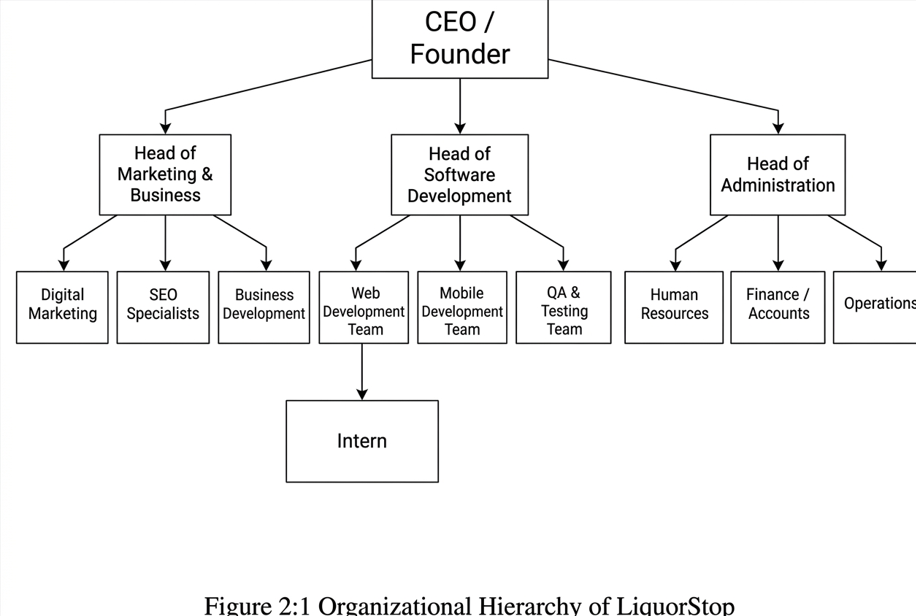 CEO /
Founder
Head of
Marketing &
Business
Head of
Software
Development
Head of
Administration
Digital
Marketing
SEO
Specialists
Business
Development
Web
Development
Team
Mobile
Development
Team
QA &
Testing
Team
Human
Resources
Finance /
Accounts
Operations
Intern
Figure 2:1 Organizational Hierarchy of LiquorStop